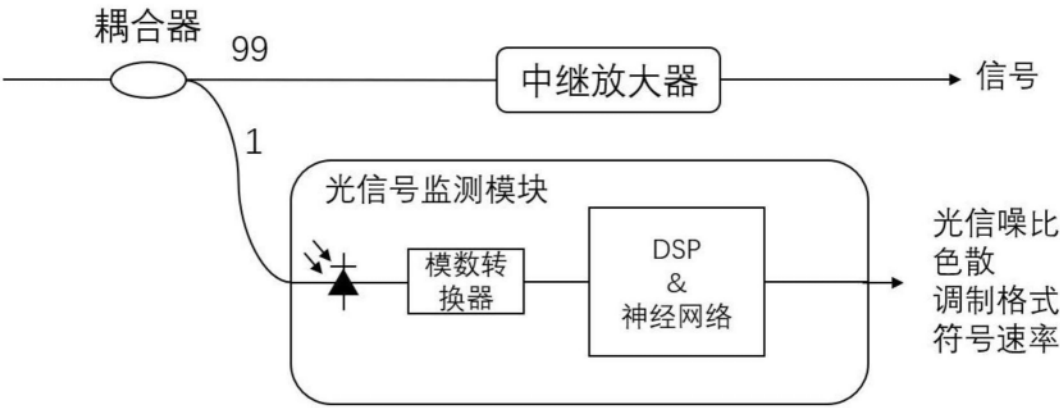 耦合器
99
中继放大器
信号
1
光信号监测模块
模数转
换器
DSP
&
神经网络
光信噪比
色散
调制格式
符号速率